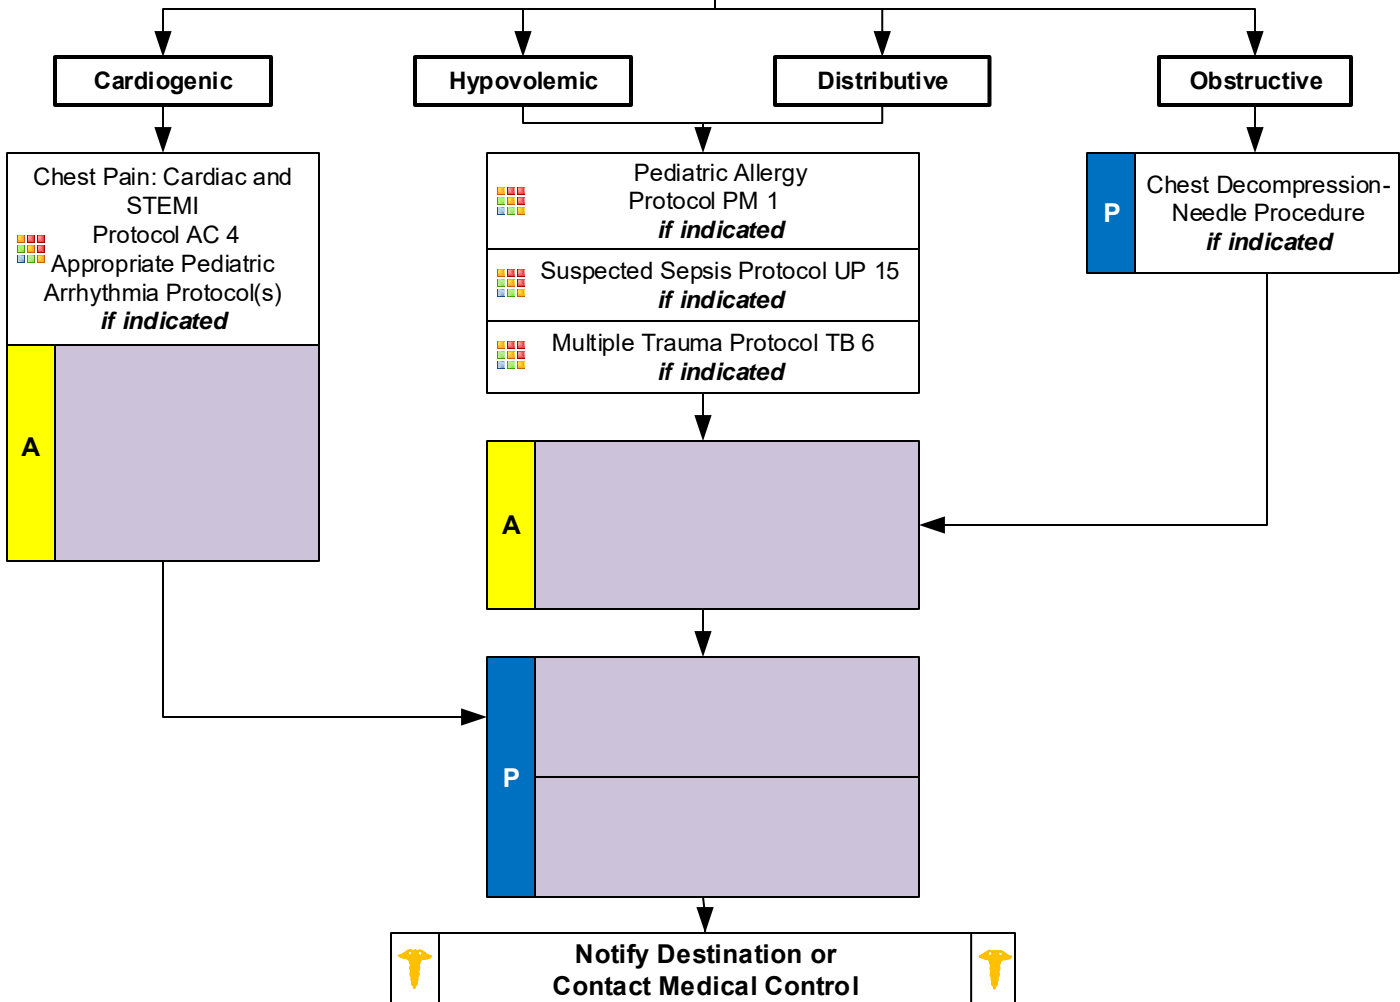 Cardiogenic
Hypovolemic
Distributive
Obstructive
Chest Pain: Cardiac and
STEMI
Protocol AC 4
Appropriate Pediatric
Arrhythmia Protocol(s)
if indicated
A
Pediatric Allergy
Protocol PM 1
if indicated
Suspected Sepsis Protocol UP 15
if indicated
Multiple Trauma Protocol TB 6
if indicated
P
Chest Decompression-
Needle Procedure
if indicated
A
P
Notify Destination or
Contact Medical Control